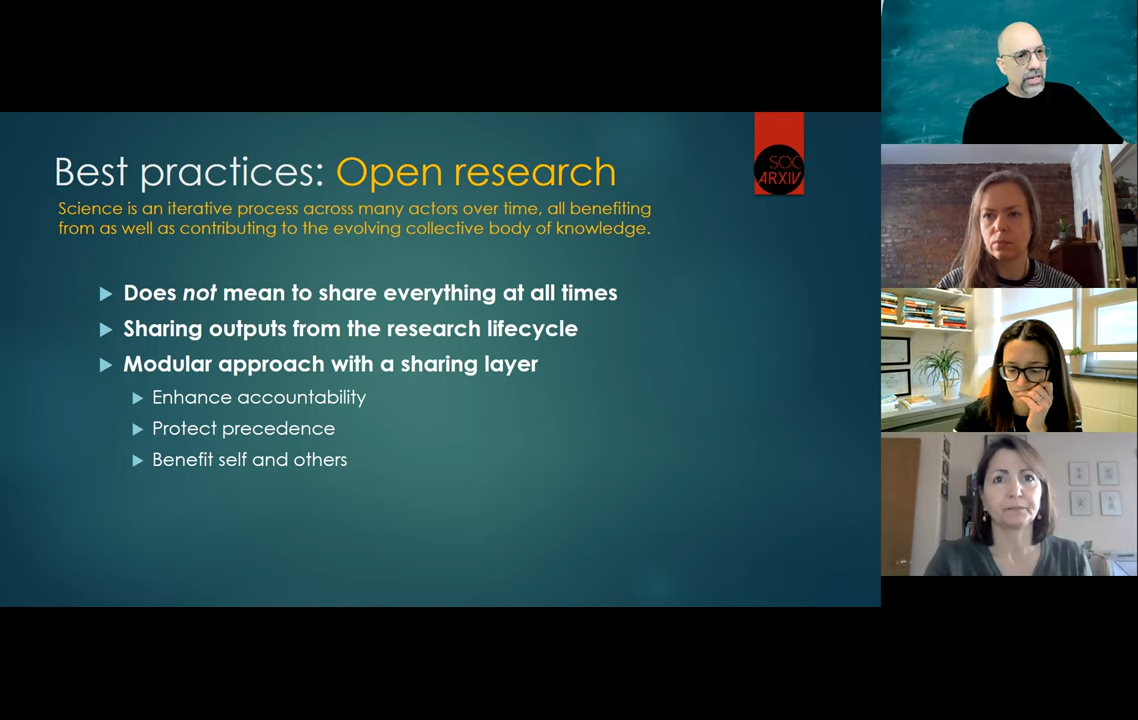 Best practices: Open research
Science is an iterative process across many actors over time, all benefiting
from as well as contributing to the evolving collective body of knowledge.
SOC
ARXIV
Does not mean to share everything at all times
Sharing outputs from the research lifecycle
Modular approach with a sharing layer
Enhance accountability
Protect precedence
Benefit self and others